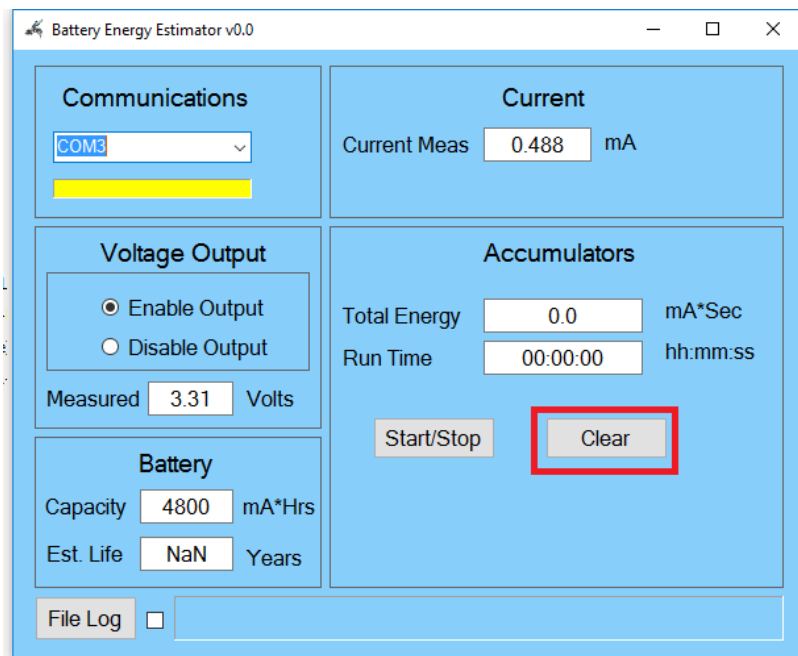 Battery Energy Estimator v0.0
Communications
COM3
Current
Current Meas 0.488 mA
Voltage Output
Enable Output
Disable Output
Measured 3.31 Volts
Accumulators
Total Energy 0.0 mA*Sec
Run Time 00:00:00 hh:mm:ss
Start/Stop Clear
Battery
Capacity 4800 mA*Hrs
Est. Life NaN Years
File Log